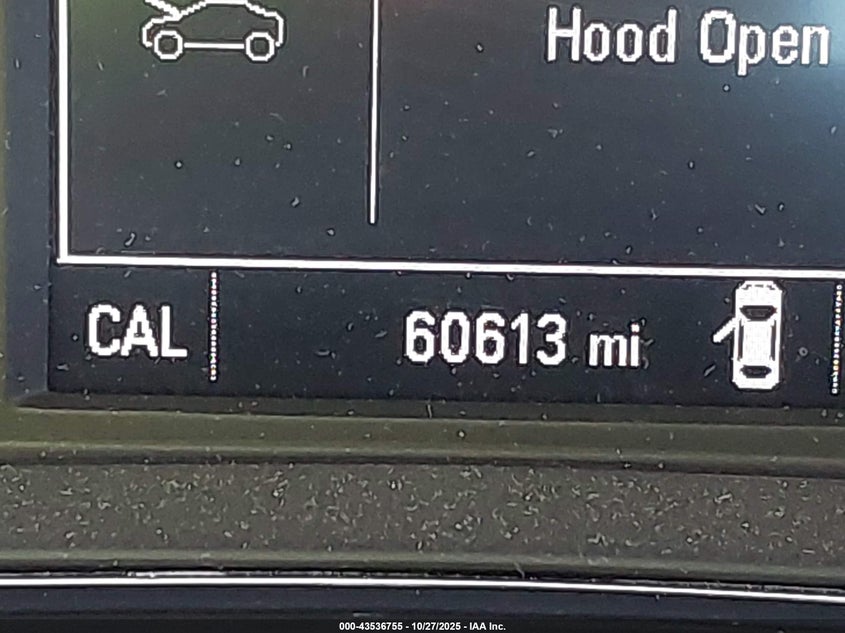 Hood Open
CAL 60613 mi
000-43536755 - 10/27/2025 - IAA Inc.